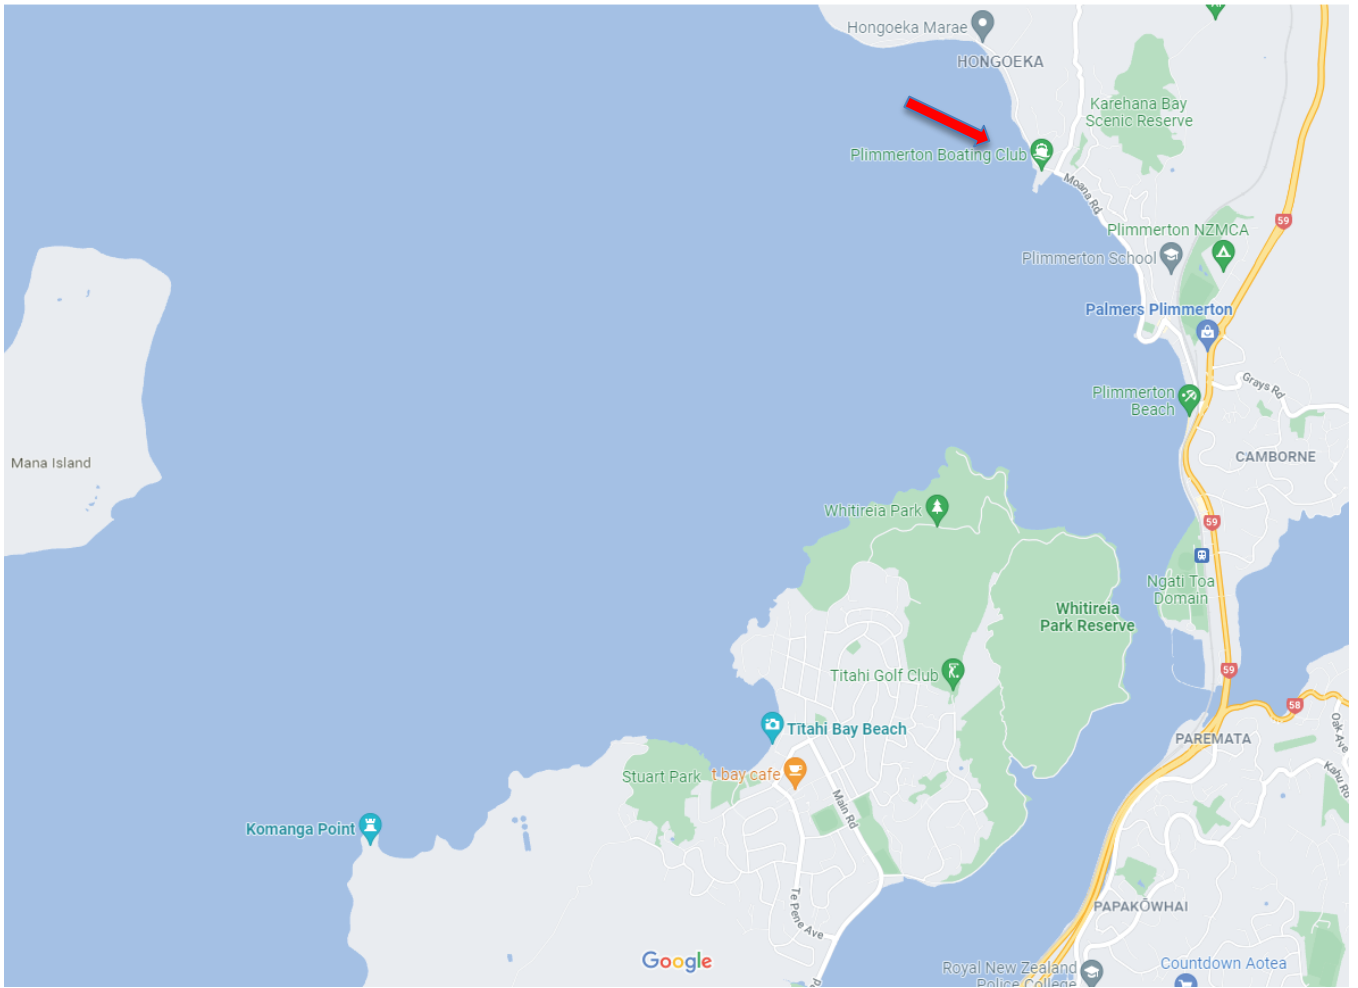 Hongoeka Marae
HONGOEKA
Karehana Bay
Scenic Reserve
Plimmerton Boating Club
Moana Rd
59
Plimmerton NZMCA
Plimmerton School
Palmers Plimmerton
Grays Rd
Plimmerton
Beach
CAMBORNE
Mana Island
Whitireia Park
59
Ngāti Toa
Domain
Whitireia
Park Reserve
Titahi Golf Club
59
58
Oak Ave
Titahi Bay Beach
PAREMATA
Kahu Rd
Stuart Park
t bay cafe
Main Rd
Komanga Point
Te Pene Ave
PAPAKŌWHAI
Google
Royal New Zealand
Police College
Countdown Aotea